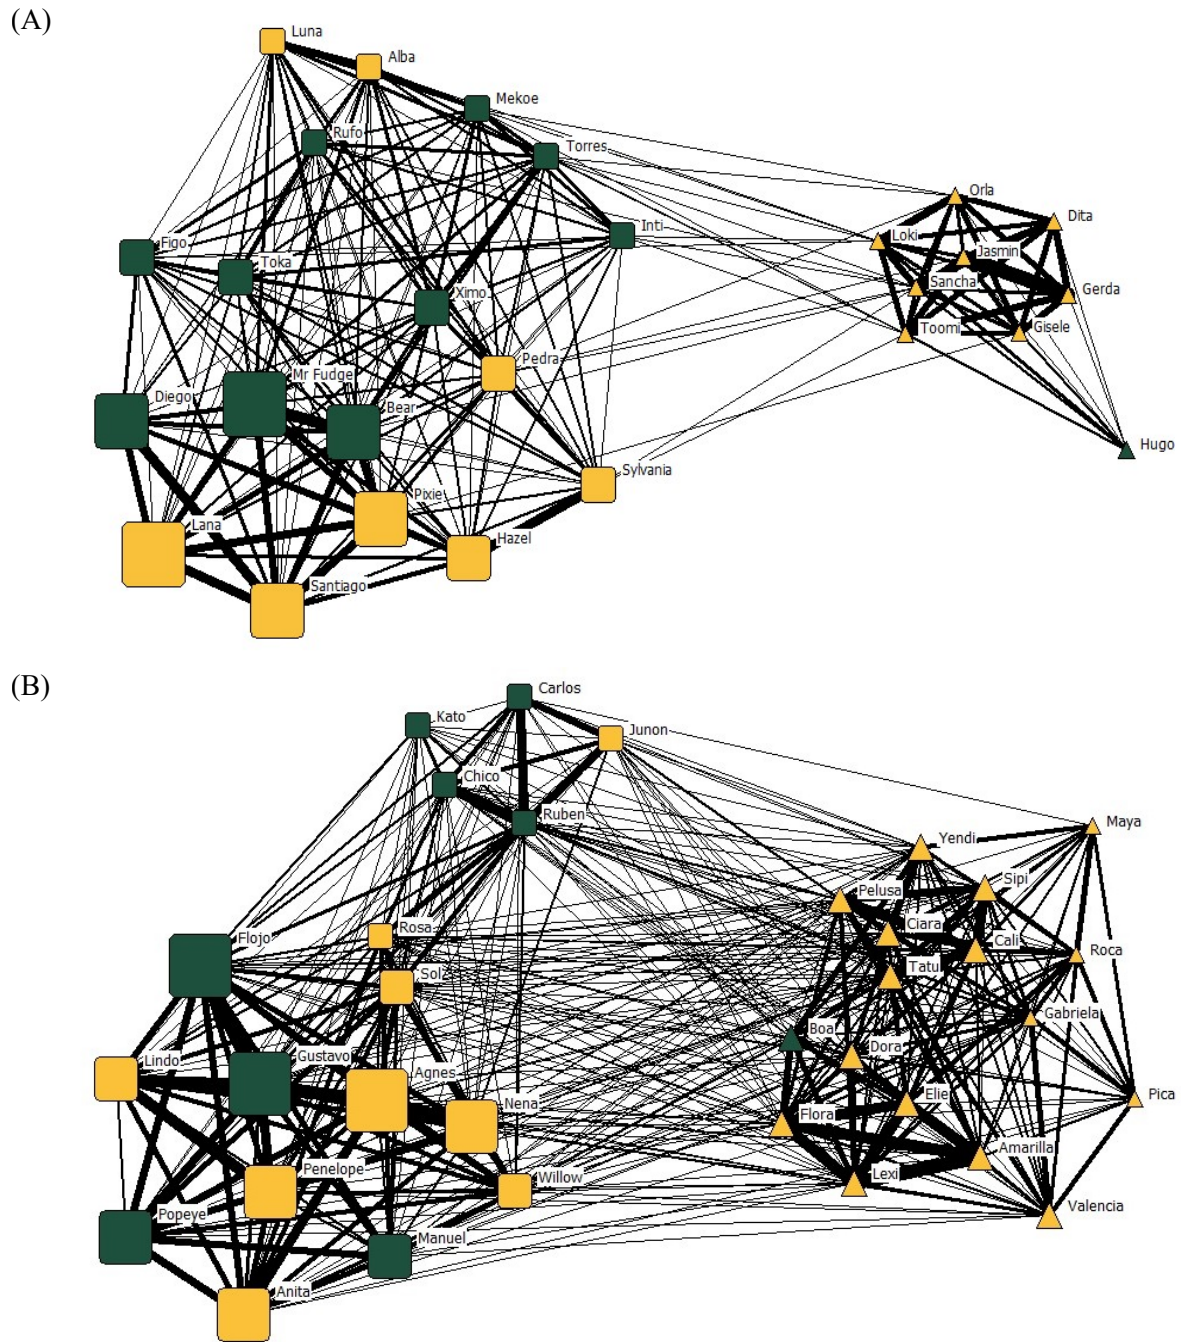 (A)
Luna
Alba
Mekoe
Rufo
Torres
Orla
Dita
Inti
Loki
Figo
Toka
Jasmin
Sancha
Gerda
Ximo
Toomi
Gisele
Pedra
Mr Fudge
Diego
Bear
Hugo
Sylvania
Pixie
Lana
Hazel
Santiago
(B)
Carlos
Kato
Junon
Chico
Ruben
Maya
Yendi
Sipi
Pelusa
Ciara
Rosa
Flojo
Cali
Roca
Sol
Tatu
Gabriela
Boa
Dora
Gustavo
Lindo
Agnes
Elie
Pica
Nena
Flora
Amarilla
Penelope
Willow
Lexi
Popeye
Valencia
Manuel
Anita